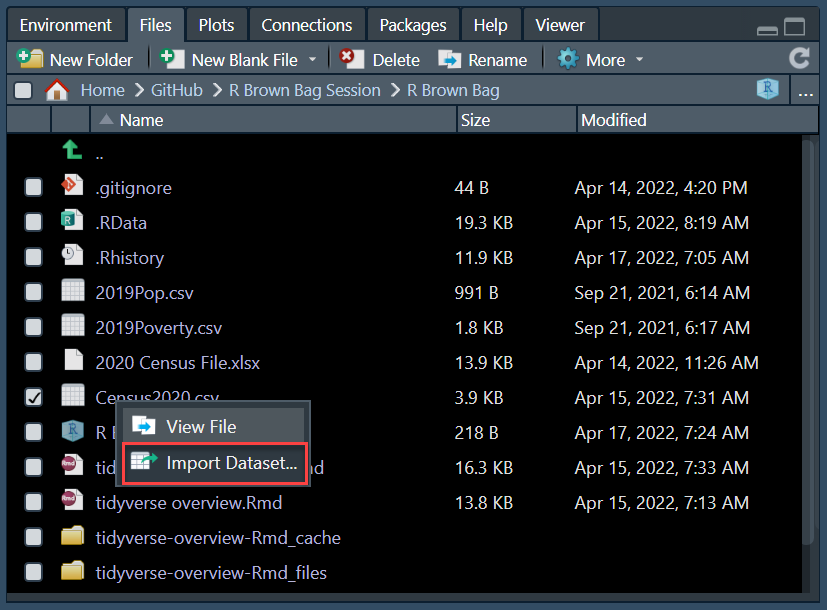 Environment Files Plots Connections Packages Help Viewer
New Folder New Blank File Delete Rename More
Home GitHub R Brown Bag Session R Brown Bag R ...
Name Size Modified
..
.gitignore 44 B Apr 14, 2022, 4:20 PM
.RData 19.3 KB Apr 15, 2022, 8:19 AM
.Rhistory 11.9 KB Apr 17, 2022, 7:05 AM
2019Pop.csv 991 B Sep 21, 2021, 6:14 AM
2019Poverty.csv 1.8 KB Sep 21, 2021, 6:17 AM
2020 Census File.xlsx 13.9 KB Apr 14, 2022, 11:26 AM
Census2020.csv 3.9 KB Apr 15, 2022, 7:31 AM
View File
R 218 B Apr 17, 2022, 7:24 AM
Import Dataset...
Rmd tid nd 16.3 KB Apr 15, 2022, 7:33 AM
Rmd tidyverse overview.Rmd 13.8 KB Apr 15, 2022, 7:13 AM
tidyverse-overview-Rmd_cache
tidyverse-overview-Rmd_files